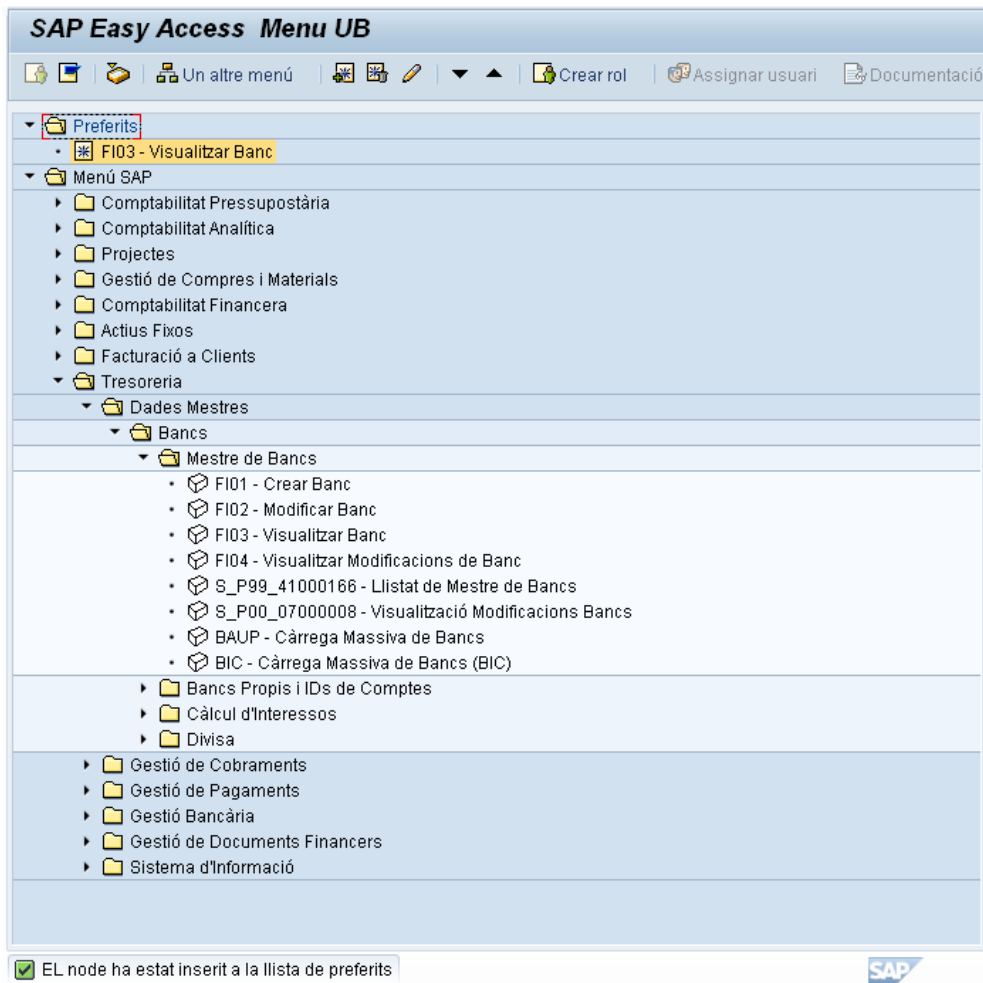 SAP Easy Access Menu UB
Un altre menú Crear rol Assignar usuari Documentació
Preferits
FI03 - Visualitzar Banc
Menú SAP
Comptabilitat Pressupostària
Comptabilitat Analítica
Projectes
Gestió de Compres i Materials
Comptabilitat Financera
Actius Fixos
Facturació a Clients
Tresoreria
Dades Mestres
Bancs
Mestre de Bancs
FI01 - Crear Banc
FI02 - Modificar Banc
FI03 - Visualitzar Banc
FI04 - Visualitzar Modificacions de Banc
S_P99_41000166 - Llistat de Mestre de Bancs
S_P00_07000008 - Visualització Modificacions Bancs
BAUP - Càrrega Massiva de Bancs
BIC - Càrrega Massiva de Bancs (BIC)
Bancs Propis i IDs de Comptes
Càlcul d'Interessos
Divisa
Gestió de Cobraments
Gestió de Pagaments
Gestió Bancària
Gestió de Documents Financers
Sistema d'Informació
EL node ha estat inserit a la llista de preferits
SAP